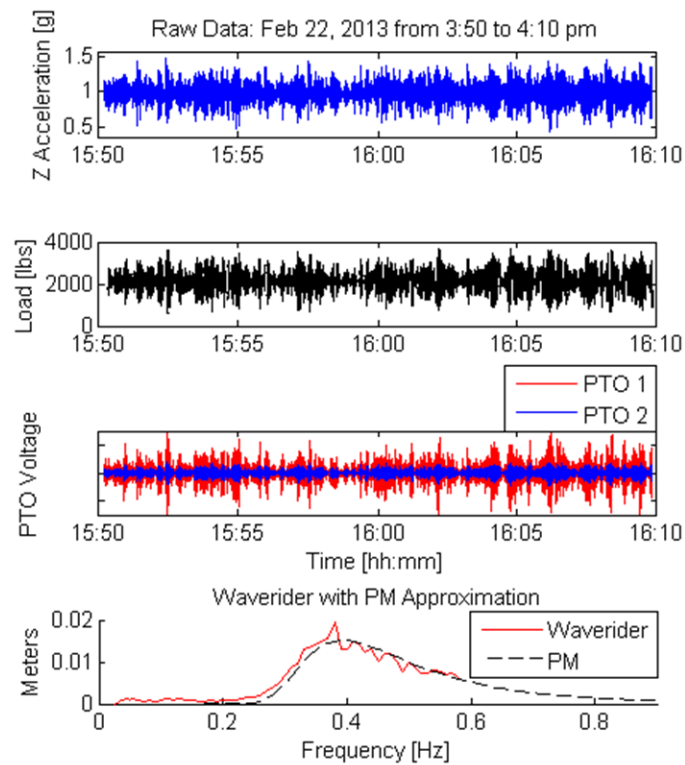 Raw Data: Feb 22, 2013 from 3:50 to 4:10 pm
Z Acceleration [g]
1.5
1
0.5
15:50 15:55 16:00 16:05 16:10
Load [lbs]
4000
2000
0
15:50 15:55 16:00 16:05 16:10
PTO 1
PTO 2
PTO Voltage
15:50 15:55 16:00 16:05 16:10
Time [hh:mm]
Waverider with PM Approximation
Meters
0.02
0.01
0
Waverider
PM
0 0.2 0.4 0.6 0.8
Frequency [Hz]